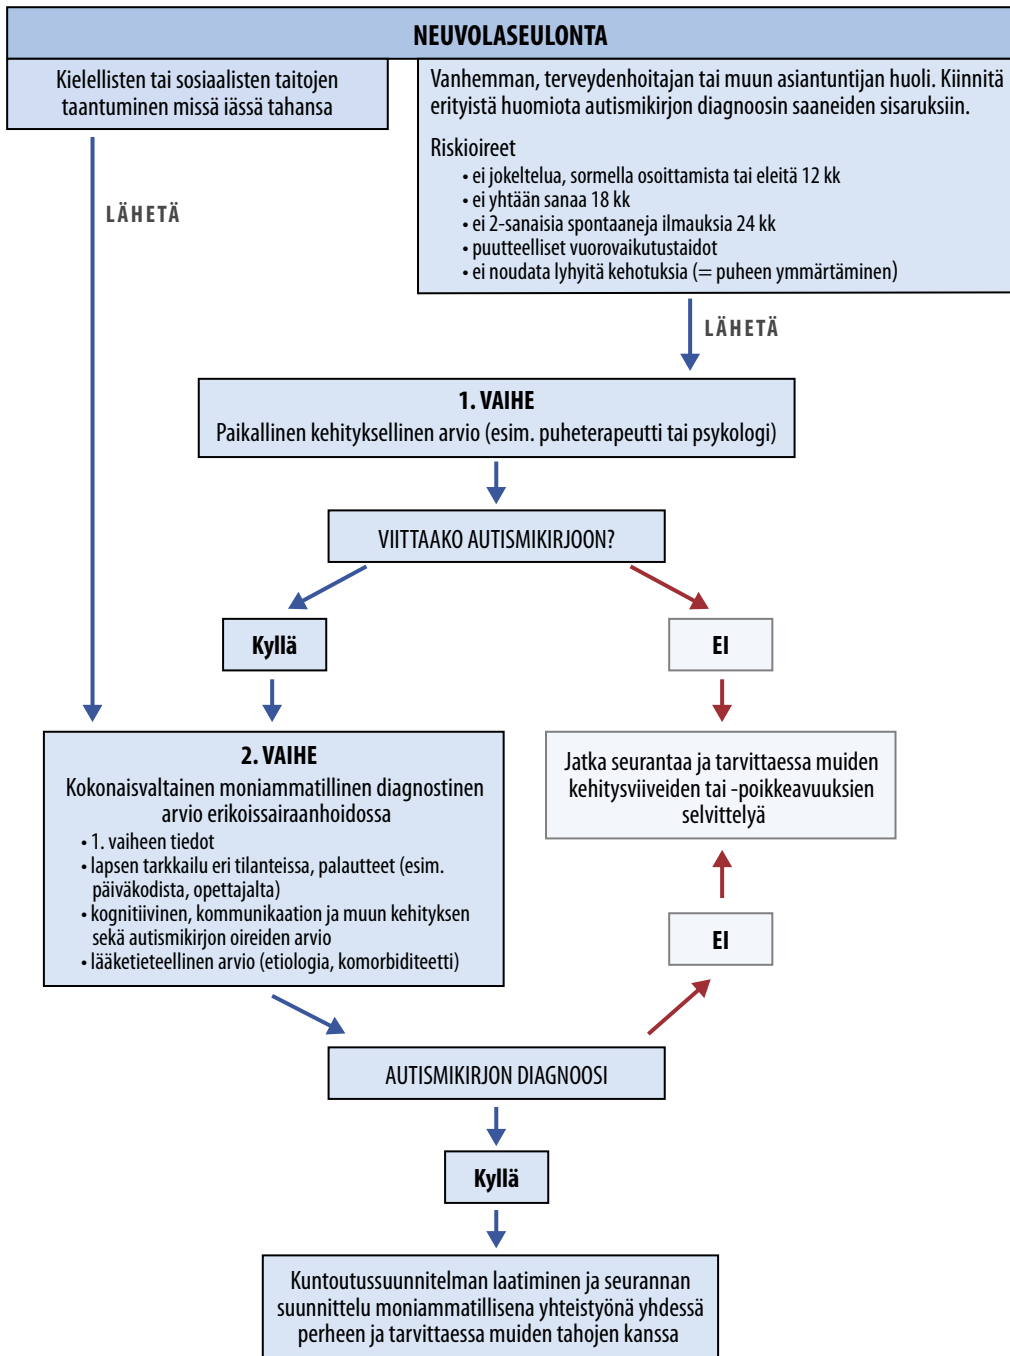 NEUVOLASEULONTA
Kielellisten tai sosiaalisten taitojen
taantuminen missä iässä tahansa
Vanhemman, terveydenhoitajan tai muun asiantuntijan huoli. Kiinnitä
erityistä huomiota autismikirjon diagnoosin saaneiden sisaruksiin.
Riskioireet
• ei jokeltelua, sormella osoittamista tai eleitä 12 kk
• ei yhtään sanaa 18 kk
• ei 2-sanaisia spontaaneja ilmauksia 24 kk
• puutteelliset vuorovaikutustaidot
• ei noudata lyhyitä kehotuksia (= puheen ymmärtäminen)
LÄHETÄ
LÄHETÄ
1. VAIHE
Paikallinen kehityksellinen arvio (esim. puheterapeutti tai psykologi)
VIITTAAKO AUTISMIKIRJOON?
Kyllä
EI
2. VAIHE
Kokonaisvaltainen moniammatillinen diagnostinen
arvio erikoissairaanhoidossa
• 1. vaiheen tiedot
• lapsen tarkkailu eri tilanteissa, palautteet (esim.
päiväkodista, opettajalta)
• kognitiivinen, kommunikaation ja muun kehityksen
sekä autismikirjon oireiden arvio
• lääketieteellinen arvio (etiologia, komorbiditeetti)
Jatka seurantaa ja tarvittaessa muiden
kehitysviiveiden tai -poikkeavuuksien
selvittelyä
EI
AUTISMIKIRJON DIAGNOOSI
Kyllä
Kuntoutussuunnitelman laatiminen ja seurannan
suunnittelu moniammatillisena yhteistyönä yhdessä
perheen ja tarvittaessa muiden tahojen kanssa